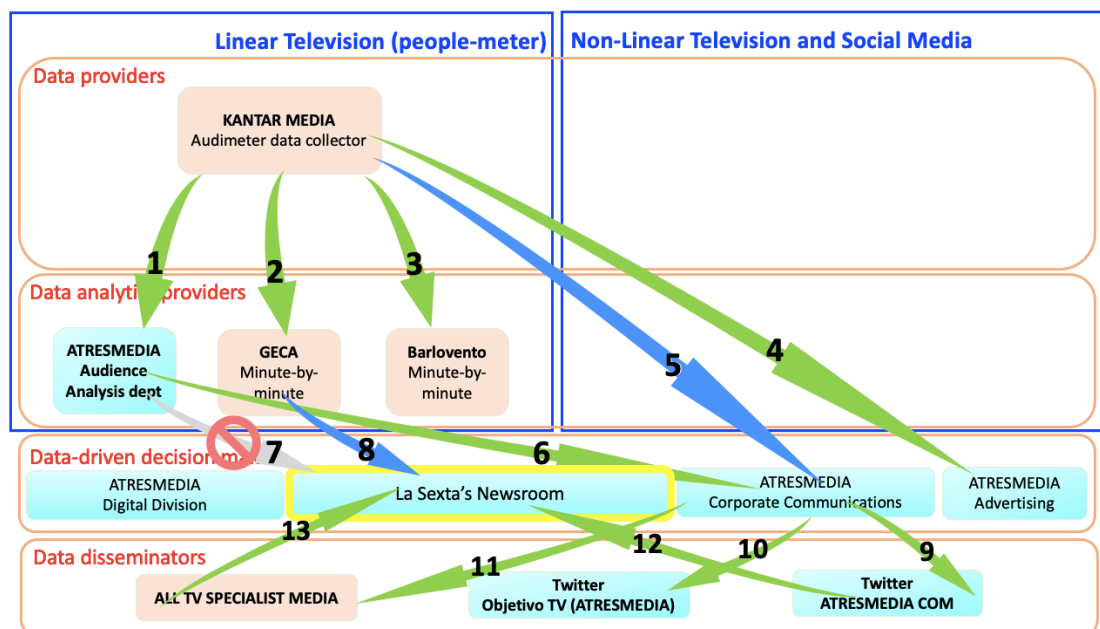 Linear Television (people-meter)
Non-Linear Television and Social Media
Data providers
KANTAR MEDIA
Audimeter data collector
1
2
3
4
5
Data analytic providers
ATRESMEDIA
Audience
Analysis dept
GECA
Minute-by-
minute
Barlovento
Minute-by-
minute
6
7
8
Data-driven decision
ATRESMEDIA
Digital Division
La Sexta's Newsroom
ATRESMEDIA
Corporate Communications
ATRESMEDIA
Advertising
13
12
11
10
9
Data disseminators
ALL TV SPECIALIST MEDIA
Twitter
Objetivo TV (ATRESMEDIA)
Twitter
ATRESMEDIA COM